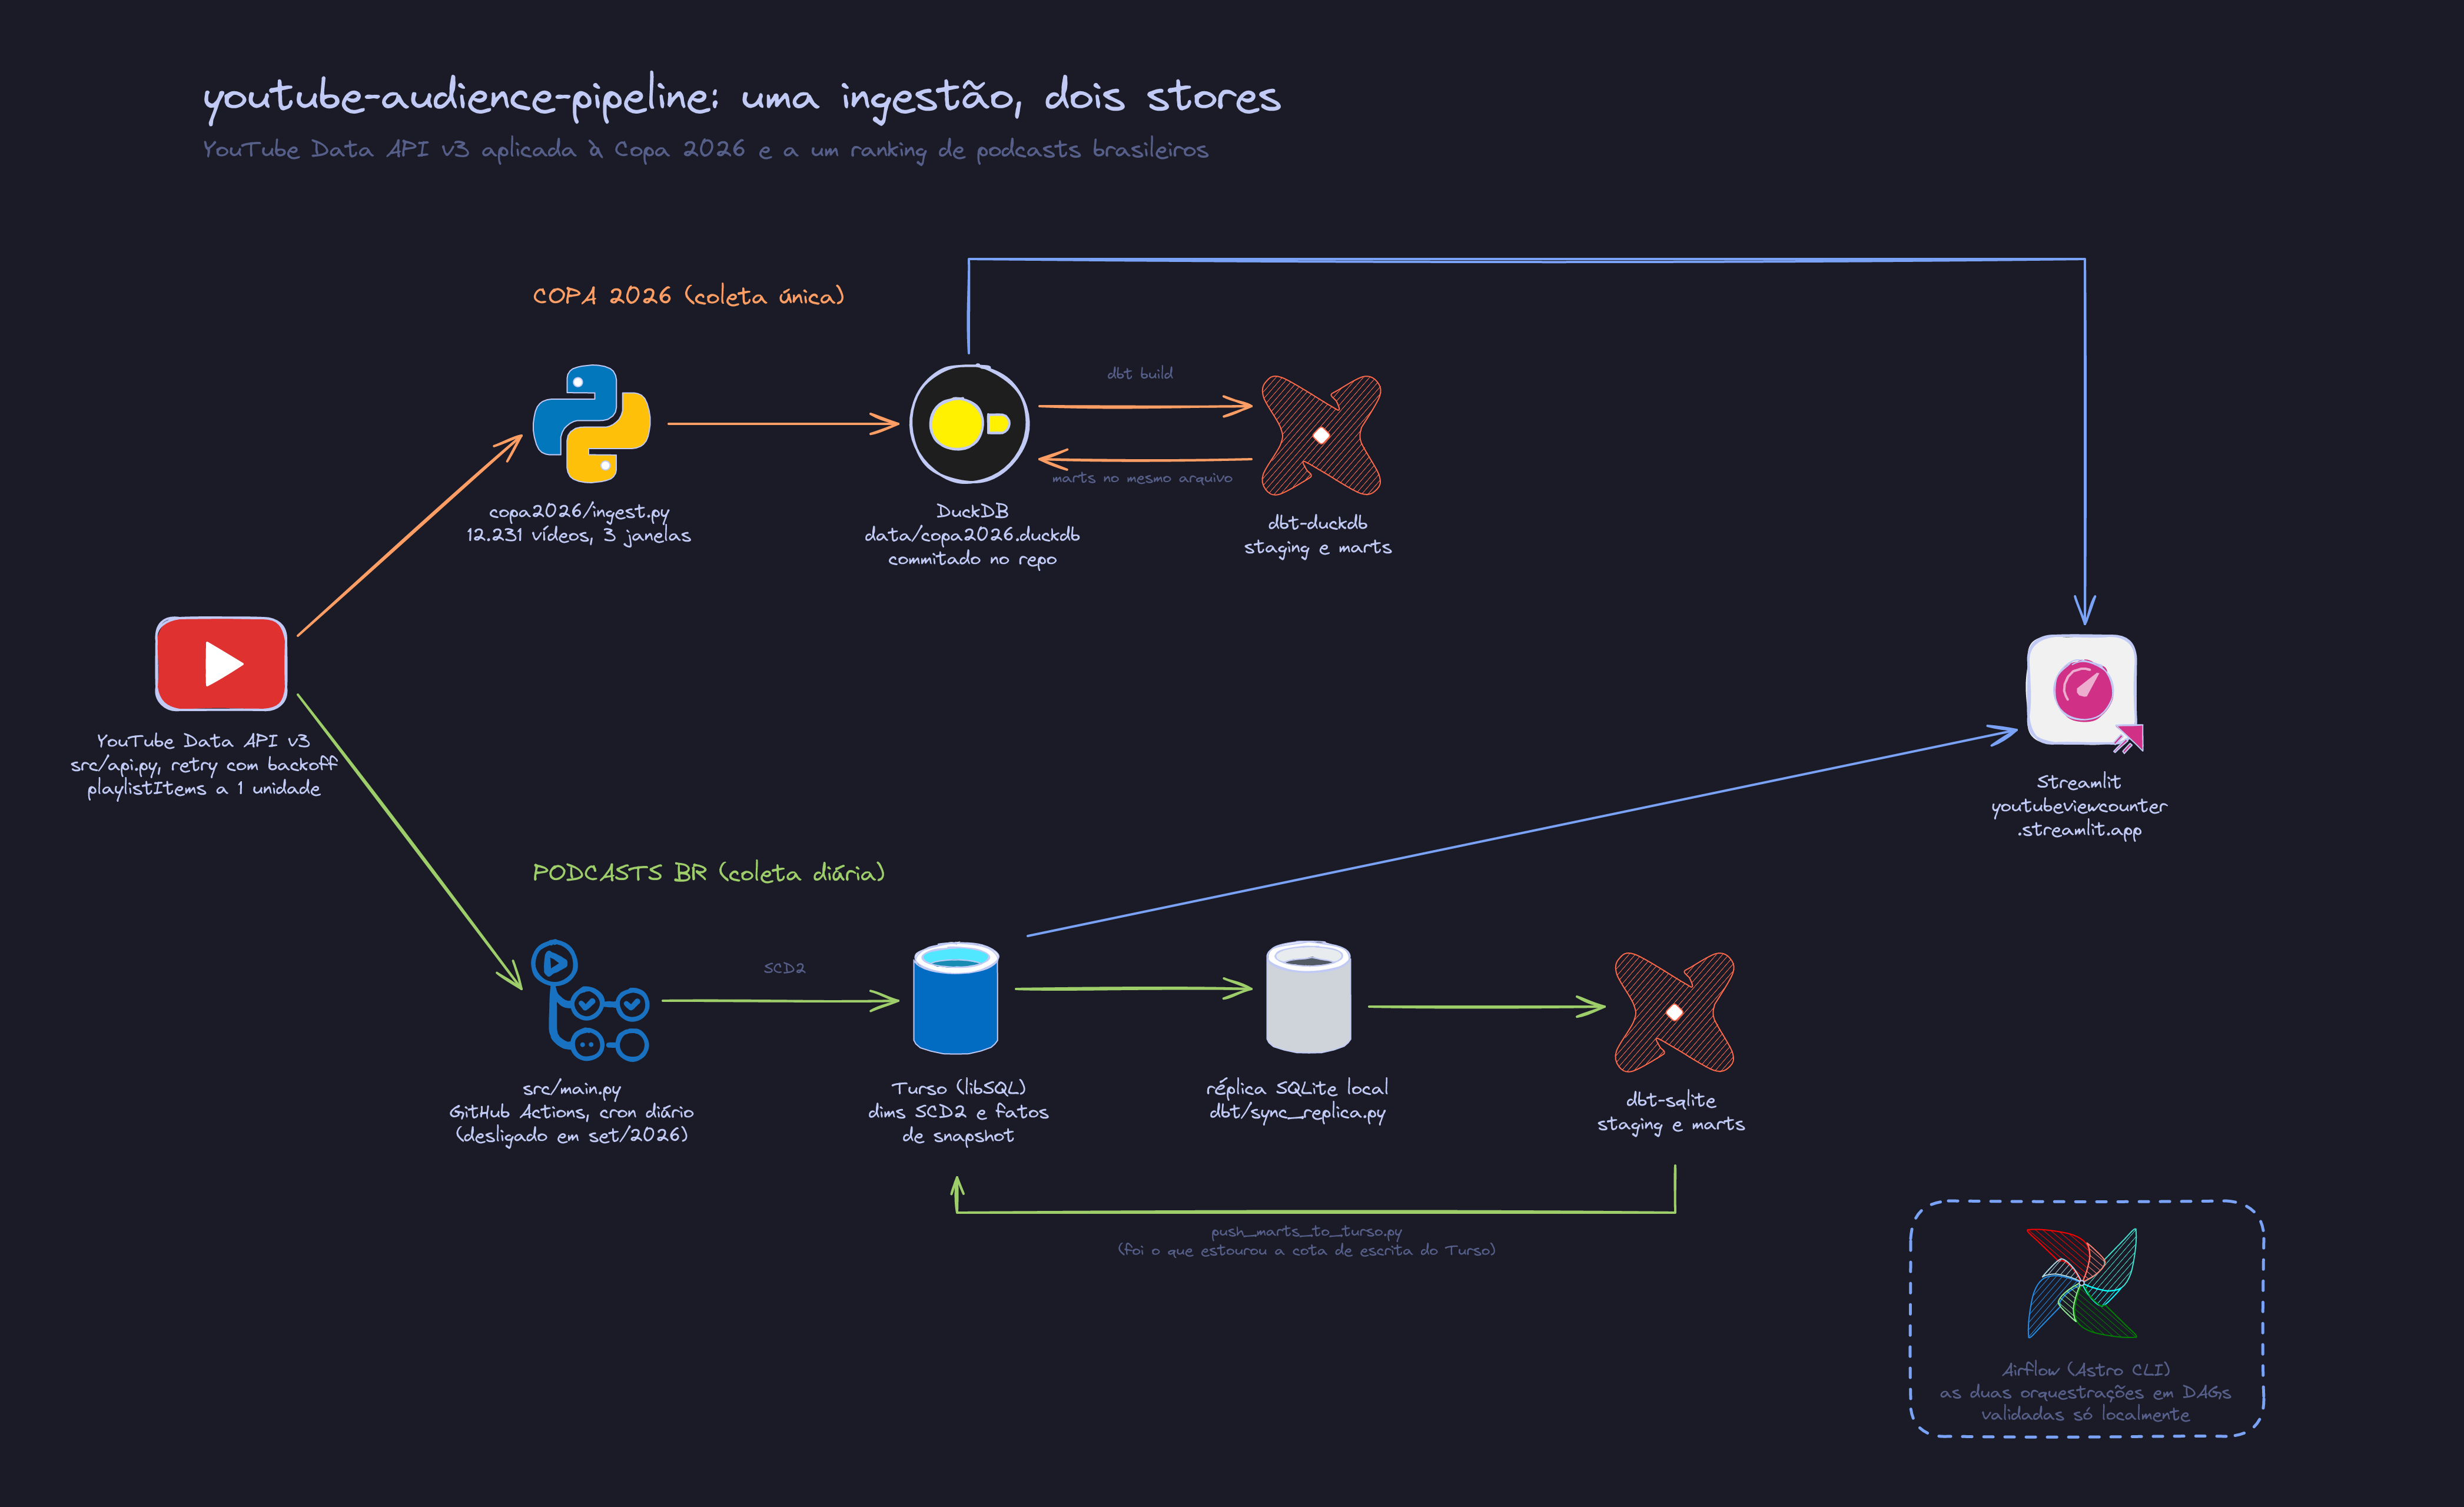 youtube-audience-pipeline: uma ingestão, dois stores
YouTube Data API v3 aplicada à Copa 2026 e a um ranking de podcasts brasileiros
COPA 2026 (coleta única)
dbt build
marts no mesmo arquivo
copa2026/ingest.py
12.231 vídeos, 3 janelas
DuckDB
data/copa2026.duckdb
commitado no repo
dbt-duckdb
staging e marts
YouTube Data API v3
src/api.py, retry com backoff
playlistItems a 1 unidade
Streamlit
youtubeviewcounter
.streamlit.app
PODCASTS BR (coleta diária)
SCD2
src/main.py
GitHub Actions, cron diário
(desligado em set/2026)
Turso (libSQL)
dims SCD2 e fatos
de snapshot
réplica SQLite local
dbt/sync_replica.py
dbt-sqlite
staging e marts
push_marts_to_turso.py
(foi o que estourou a cota de escrita do Turso)
Airflow (Astro CLI)
as duas orquestrações em DAGs
validadas só localmente